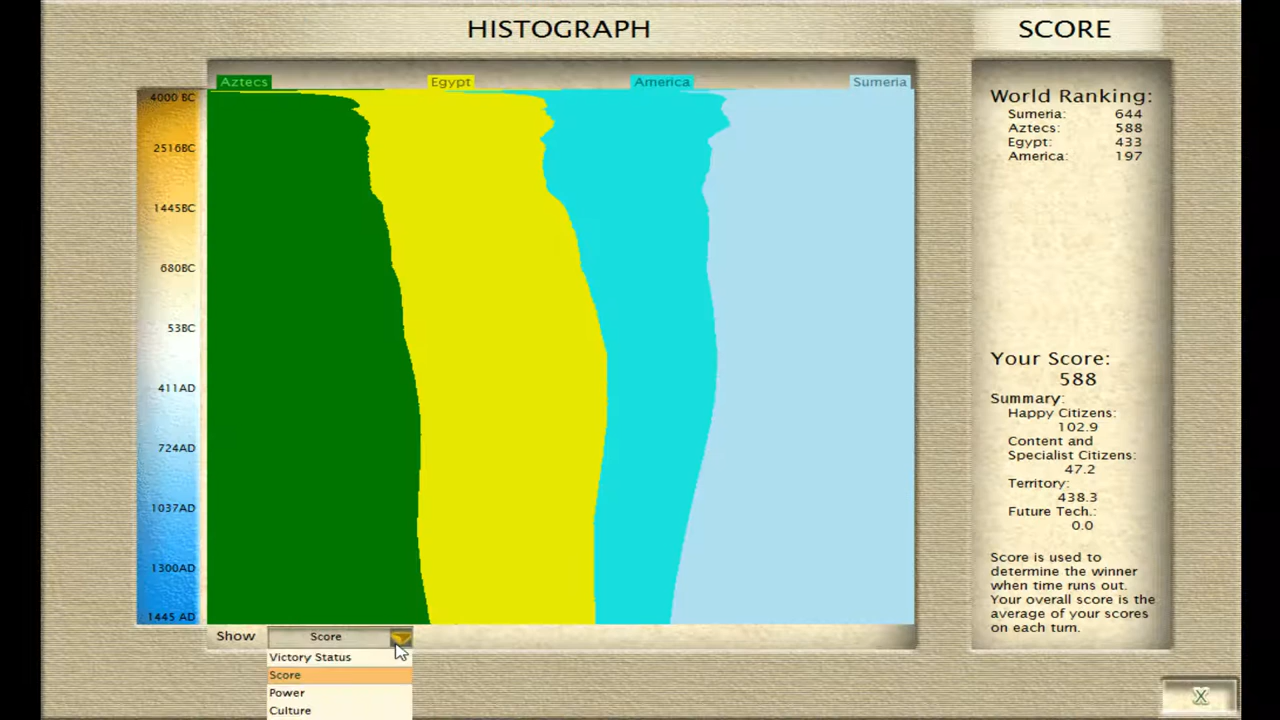 HISTOGRAPH
SCORE
Aztecs Egypt America Sumeria
4000 BC
2516BC
1445BC
680BC
53BC
411AD
724AD
1037AD
1300AD
1445 AD
Show Score
Victory Status
Score
Power
Culture
World Ranking:
Sumeria: 644
Aztecs: 588
Egypt: 433
America: 197
Your Score:
588
Summary:
Happy Citizens:
102.9
Content and
Specialist Citizens:
47.2
Territory:
438.3
Future Tech.:
0.0
Score is used to
determine the winner
when time runs out.
Your overall score is the
average of your scores
on each turn.
X